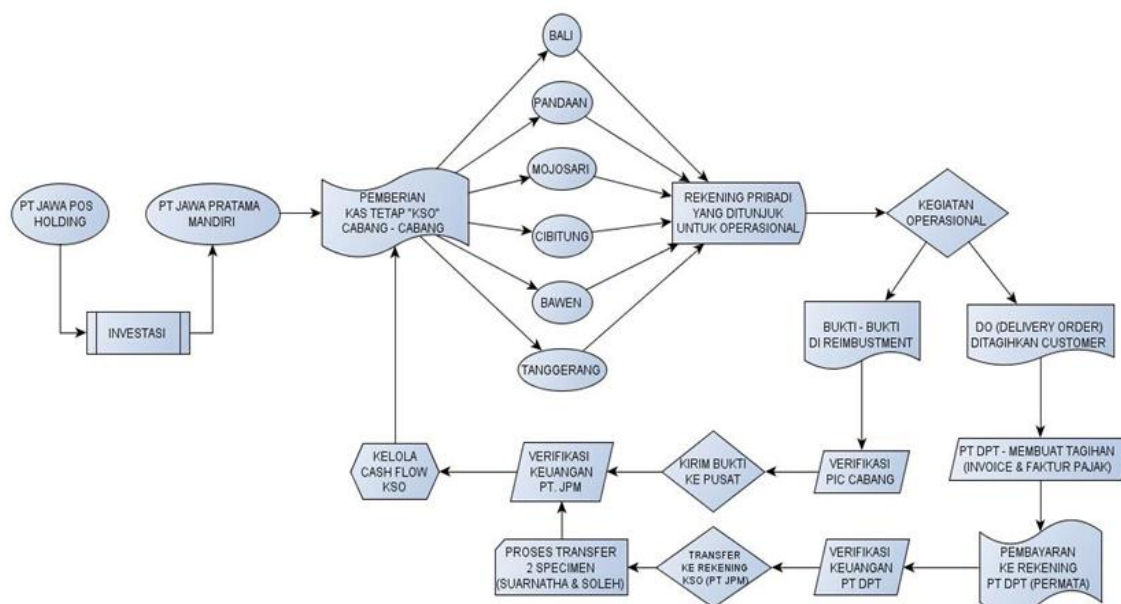 BALI
PANDAAN
MOJOSARI
CIBITUNG
BAWEN
TANGGERANG
PT JAWA POS
HOLDING
INVESTASI
PT JAWA PRATAMA
MANDIRI
PEMBERIAN
KAS TETAP "KSO"
CABANG - CABANG
REKENING PRIBADI
YANG DITUNJUK
UNTUK OPERASIONAL
KEGIATAN
OPERASIONAL
BUKTI - BUKTI
DI REIMBUSTMENT
DO (DELIVERY ORDER)
DITAGIHKAN CUSTOMER
PT DPT - MEMBUAT TAGIHAN
(INVOICE & FAKTUR PAJAK)
VERIFIKASI
PIC CABANG
KIRIM BUKTI
KE PUSAT
VERIFIKASI
KEUANGAN
PT. JPM
KELOLA
CASH FLOW
KSO
PEMBAYARAN
KE REKENING
PT DPT (PERMATA)
VERIFIKASI
KEUANGAN
PT DPT
TRANSFER
KE REKENING
KSO (PT JPM)
PROSES TRANSFER
2 SPECIMEN
(SUARNATHA & SOLEH)